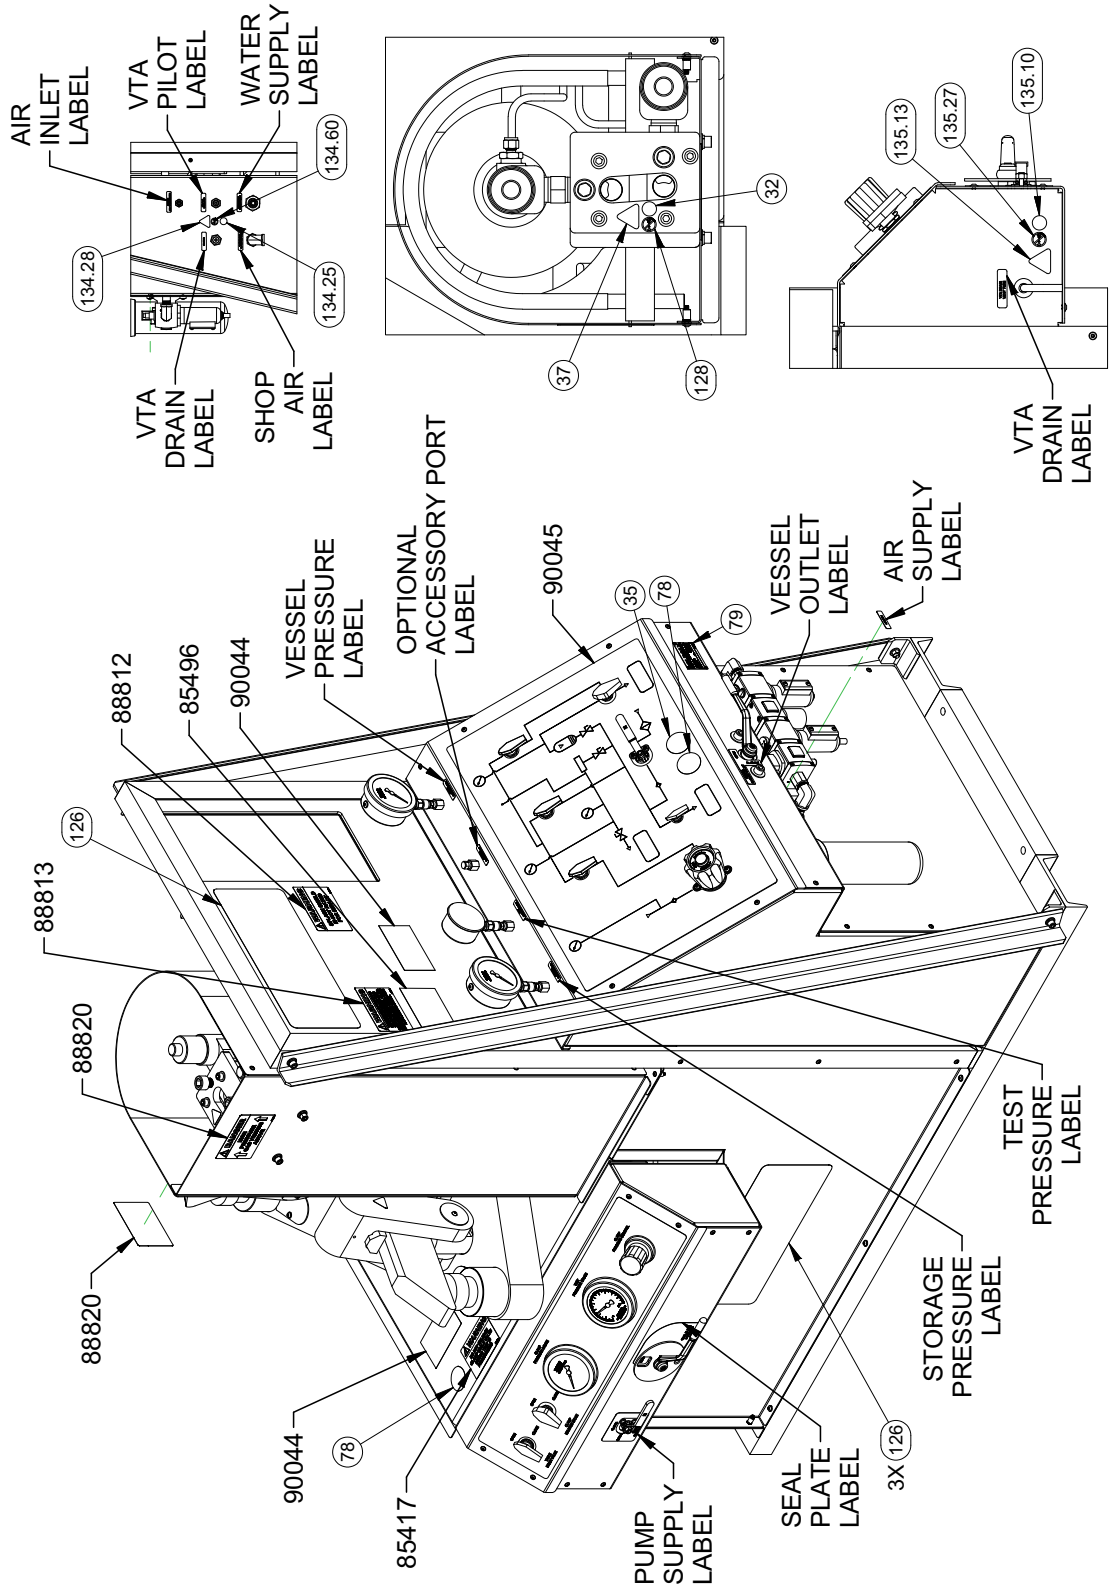 AIR
INLET
LABEL
VTA
PILOT
LABEL
WATER
SUPPLY
LABEL
134.60
134.28
134.25
VTA
DRAIN
LABEL
SHOP
AIR
LABEL
32
37
128
135.13
135.27
135.10
VTA
DRAIN
LABEL
88820
88820
88813
126
88812
85496
90044
VESSEL
PRESSURE
LABEL
OPTIONAL
ACCESSORY PORT
LABEL
90045
35
78
79
VESSEL
OUTLET
LABEL
AIR
SUPPLY
LABEL
90044
78
85417
PUMP
SUPPLY
LABEL
SEAL
PLATE
LABEL
3X 126
STORAGE
PRESSURE
LABEL
TEST
PRESSURE
LABEL